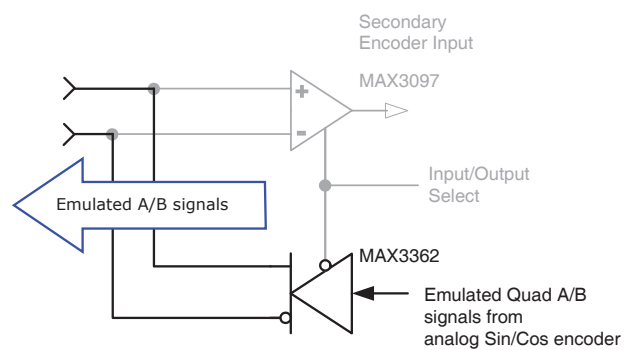 Secondary
Encoder Input
MAX3097
+
-
Input/Output
Select
Emulated A/B signals
MAX3362
Emulated Quad A/B
signals from
analog Sin/Cos encoder